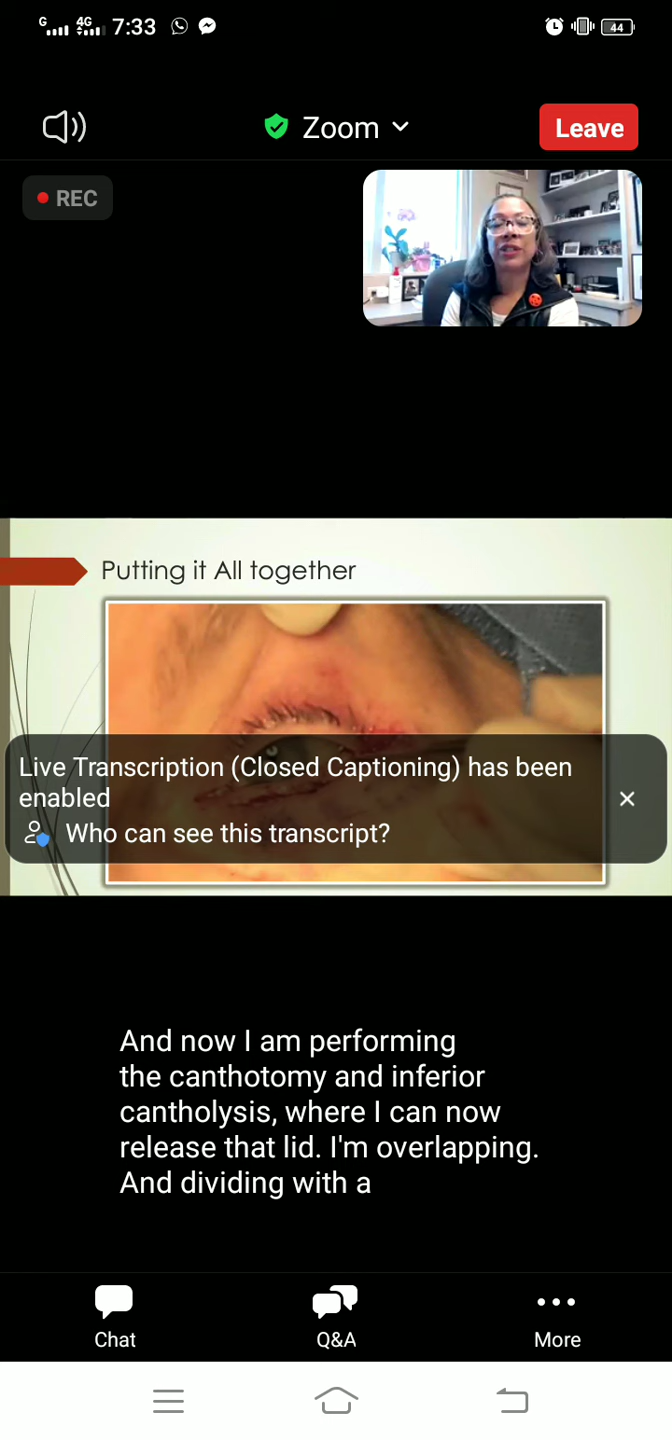 G 4G 7:33 44
Zoom Leave
REC
Putting it All together
Live Transcription (Closed Captioning) has been
enabled
Who can see this transcript?
And now I am performing
the canthotomy and inferior
cantholysis, where I can now
release that lid. I'm overlapping.
And dividing with a
Chat Q&A More